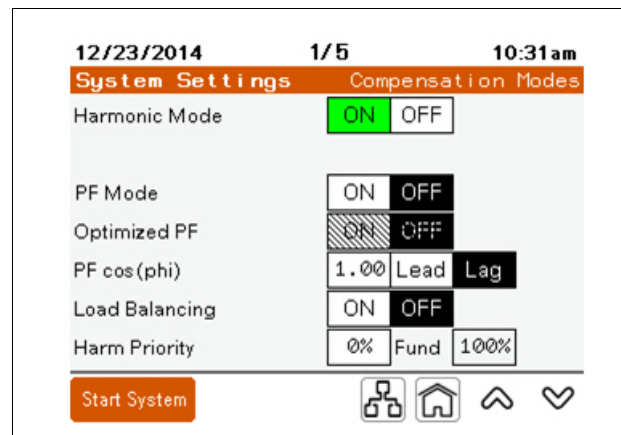 12/23/2014 1/5 10:31am
System Settings Compensation Modes
Harmonic Mode ON OFF
PF Mode ON OFF
Optimized PF ON OFF
PF cos(phi) 1.00 Lead Lag
Load Balancing ON OFF
Harm Priority 0% Fund 100%
Start System